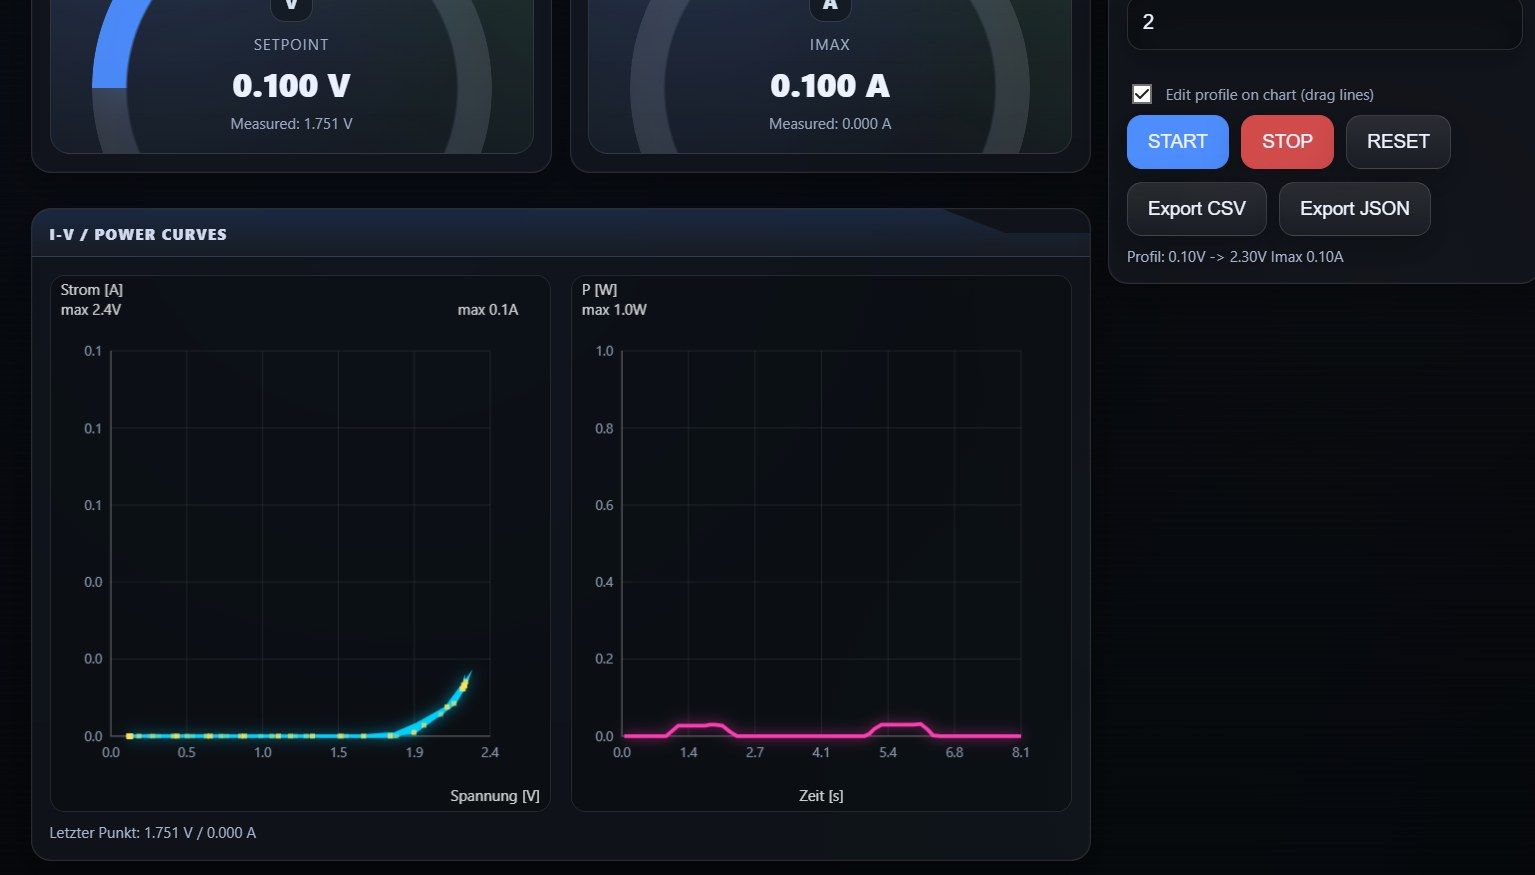 V
SETPOINT
0.100 V
Measured: 1.751 V
A
IMAX
0.100 A
Measured: 0.000 A
2
Edit profile on chart (drag lines)
START STOP RESET
Export CSV Export JSON
Profil: 0.10V -> 2.30V Imax 0.10A
I-V / POWER CURVES
Strom [A]
max 2.4V max 0.1A
0.1
0.1
0.1
0.0
0.0
0.0
0.0 0.5 1.0 1.5 1.9 2.4
Spannung [V]
P [W]
max 1.0W
1.0
0.8
0.6
0.4
0.2
0.0
0.0 1.4 2.7 4.1 5.4 6.8 8.1
Zeit [s]
Letzter Punkt: 1.751 V / 0.000 A